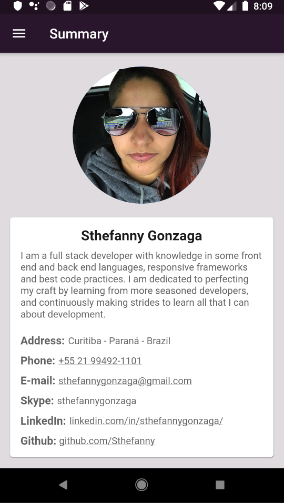 8:09
Summary
Sthefanny Gonzaga
I am a full stack developer with knowledge in some front
end and back end languages, responsive frameworks
and best code practices. I am dedicated to perfecting
my craft by learning from more seasoned developers,
and continuously making strides to learn all that I can
about development.
Address: Curitiba - Paraná - Brazil
Phone: +55 21 99492-1101
E-mail: sthefannygonzaga@gmail.com
Skype: sthefannygonzaga
LinkedIn: linkedin.com/in/sthefannygonzaga/
Github: github.com/Sthefanny